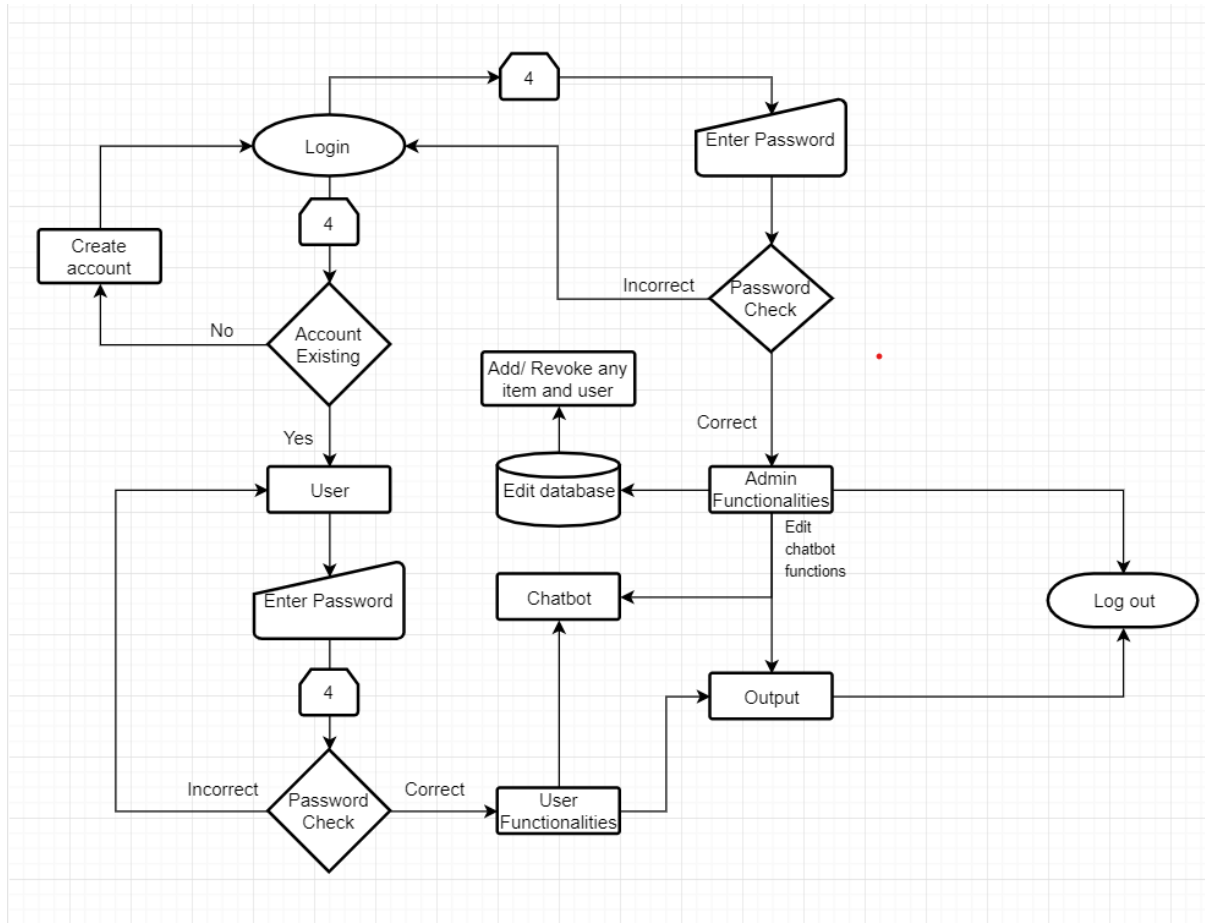 4
Enter Password
Login
4
Create
account
Incorrect
Password
Check
No
Account
Existing
Add/ Revoke any
item and user
Correct
Yes
User
Edit database
Admin
Functionalities
Edit
chatbot
functions
Enter Password
Chatbot
Log out
4
Output
Incorrect
Correct
Password
Check
User
Functionalities